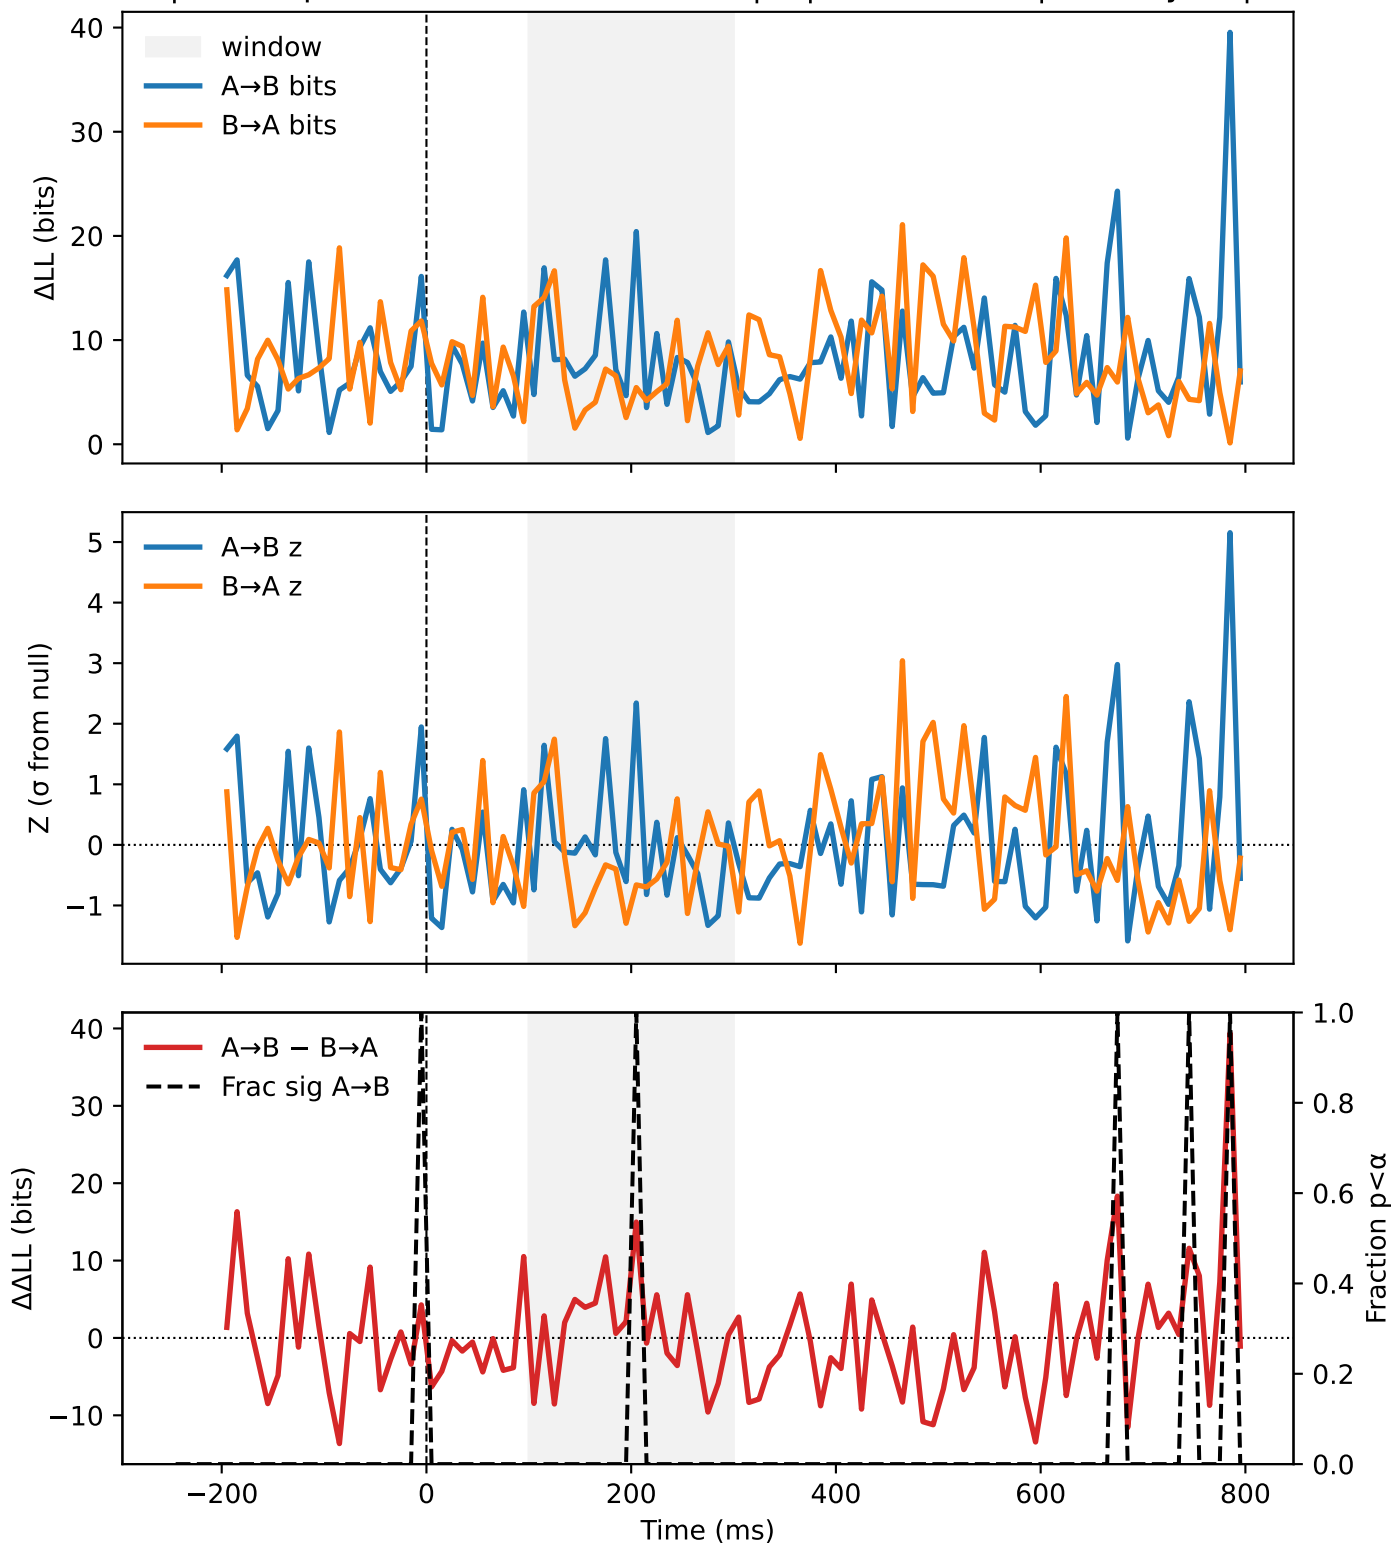 40
30
20
10
0
ΔLL (bits)
window
A→B bits
B→A bits
5
4
3
2
1
0
−1
Z (σ from null)
A→B z
B→A z
40
30
20
10
0
−10
ΔΔLL (bits)
A→B − B→A
Frac sig A→B
1.0
0.8
0.6
0.4
0.2
0.0
Fraction p<α
−200 0 200 400 600 800
Time (ms)